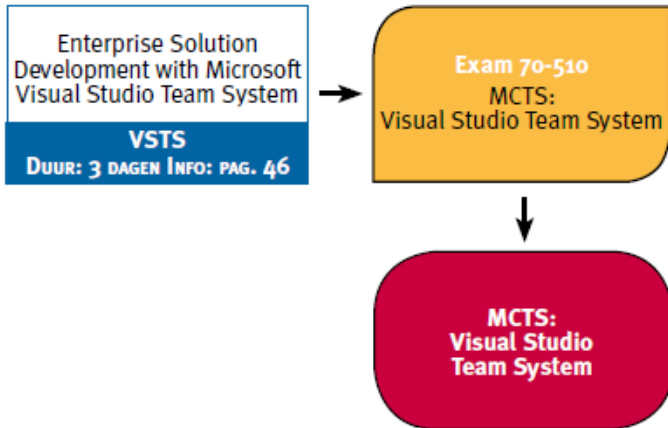 Enterprise Solution
Development with Microsoft
Visual Studio Team System
VSTS
Duur: 3 dagen Info: pag. 46
Exam 70-510
MCTS:
Visual Studio Team System
MCTS:
Visual Studio
Team System